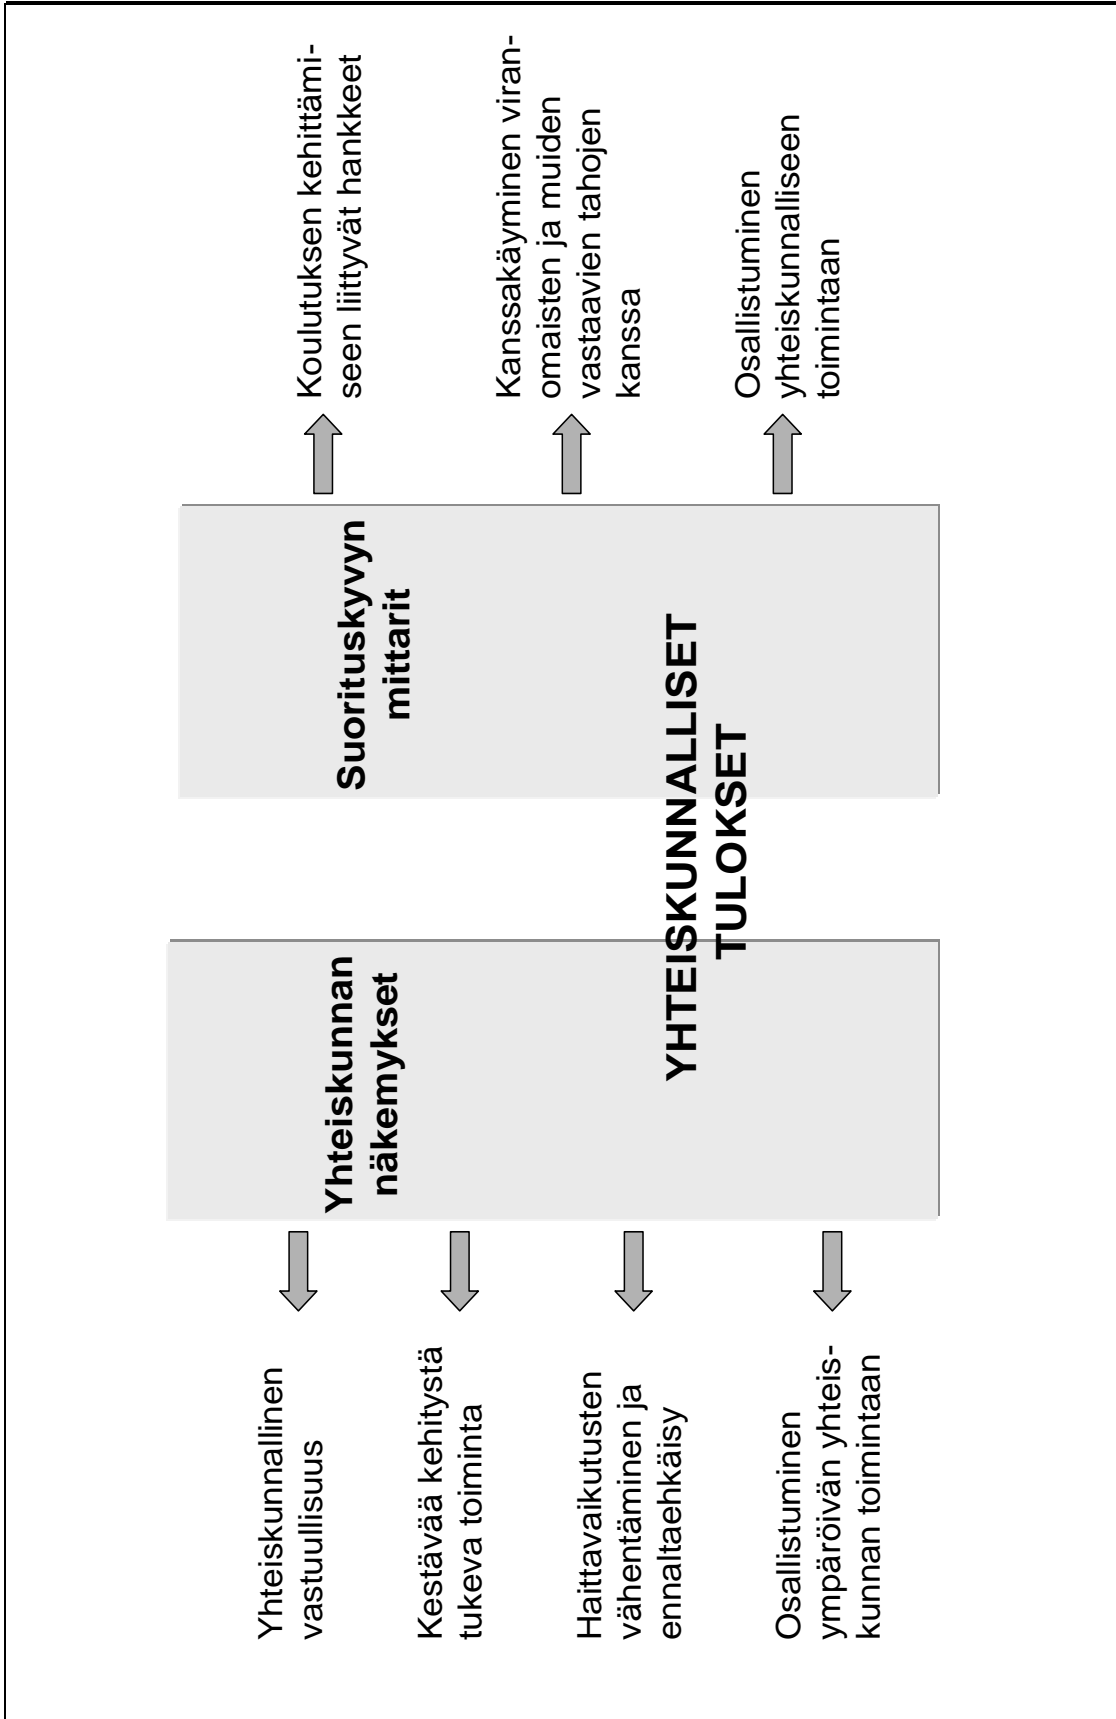 Yhteiskunnallinen
vastuullisuus
Kestävää kehitystä
tukeva toiminta
Haittavaikutusten
vähentäminen ja
ennaltaehkäisy
Osallistuminen
ympäröivän yhteis-
kunnan toimintaan
Yhteiskunnan
näkemykset
Suorituskyvyn
mittarit
YHTEISKUNNALLISET
TULOKSET
Koulutuksen kehittämi-
seen liittyvät hankkeet
Kanssakäyminen viran-
omaisten ja muiden
vastaavien tahojen
kanssa
Osallistuminen
yhteiskunnalliseen
toimintaan